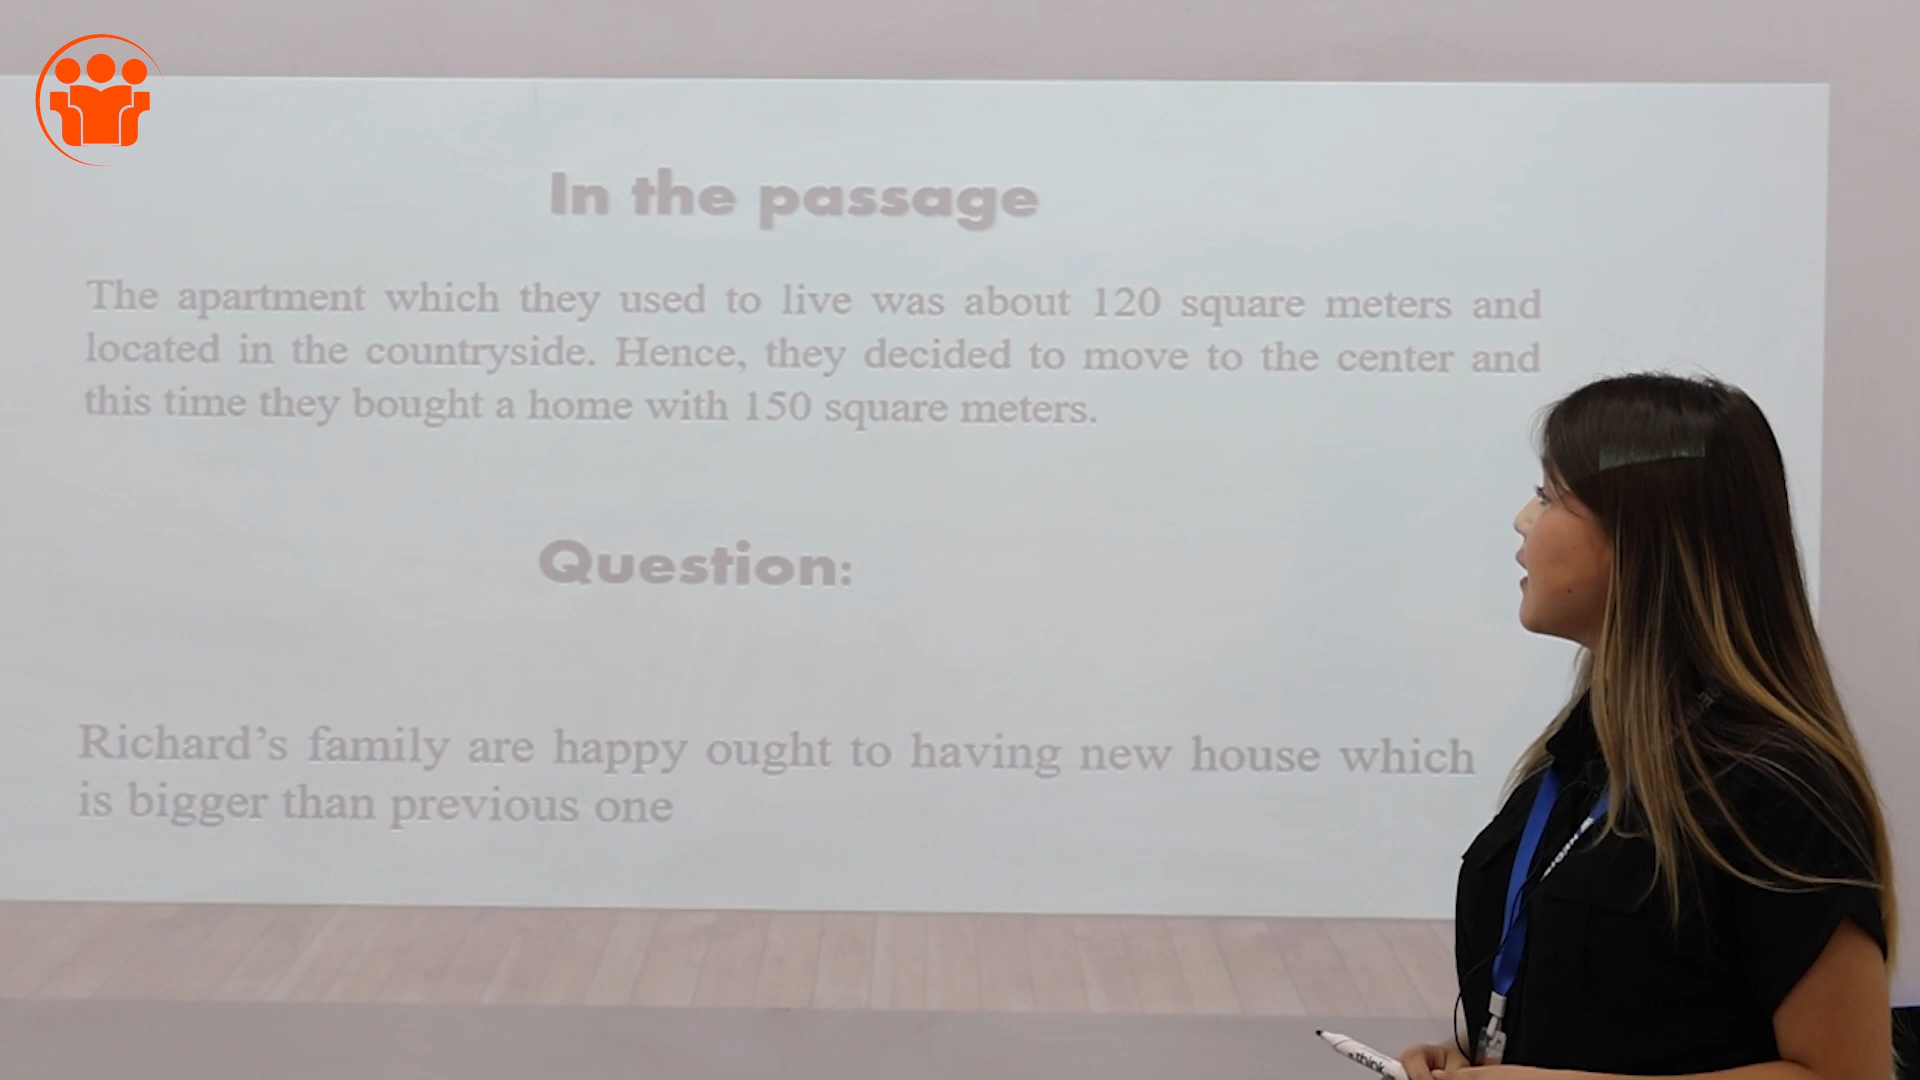 In the passage
The apartment which they used to live was about 120 square meters and
located in the countryside. Hence, they decided to move to the center and
this time they bought a home with 150 square meters.
Question:
Richard's family are happy ought to having new house which
is bigger than previous one
think